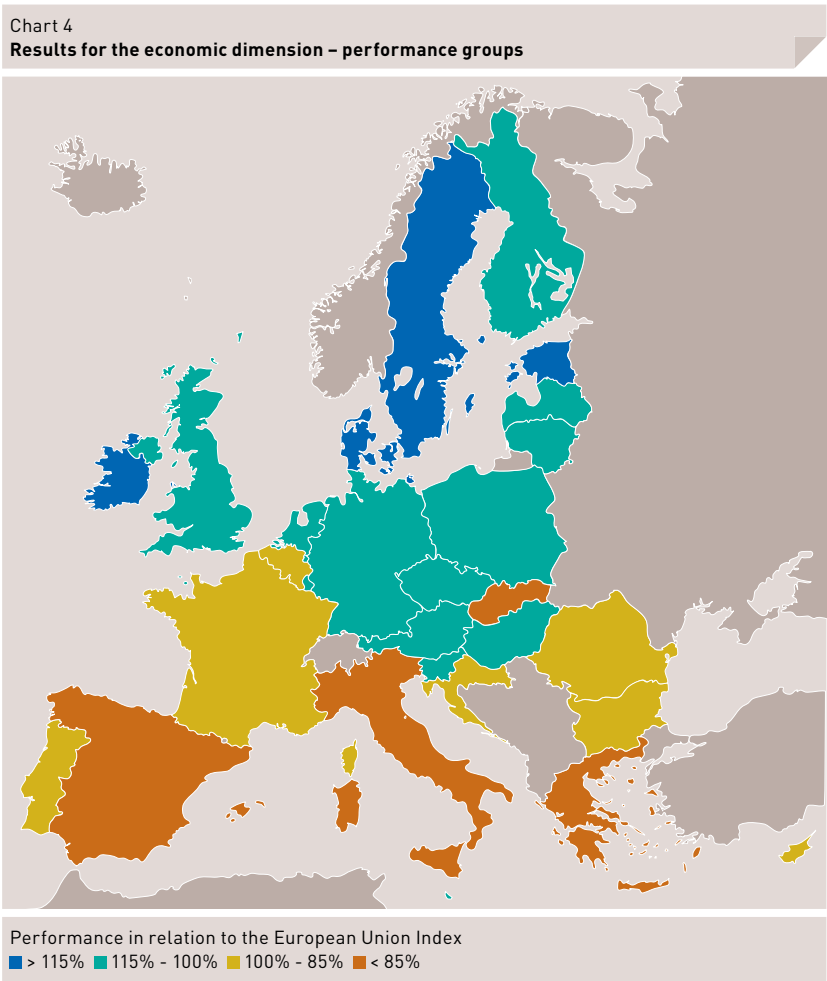 Chart 4
Results for the economic dimension – performance groups
Performance in relation to the European Union Index
> 115% 115% - 100% 100% - 85% < 85%